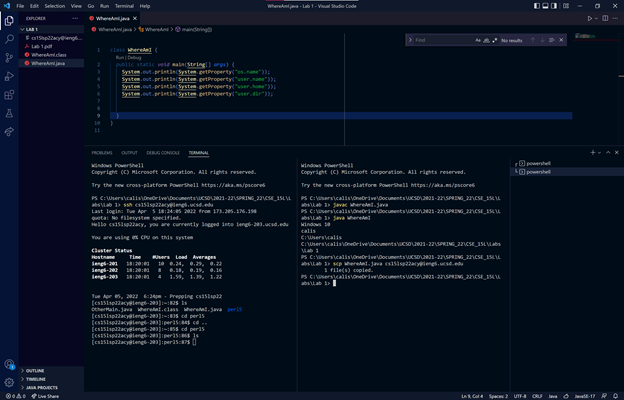 File Edit Selection View Go Run Terminal Help
WhereAmI.java - Lab 1 - Visual Studio Code
EXPLORER
LAB 1
cs15lsp22acy@ieng6....
Lab 1.pdf
WhereAmI.class
WhereAmI.java
OUTLINE
TIMELINE
JAVA PROJECTS
WhereAmI.java
WhereAmI.java > WhereAmI > main(String[])
Find
Aa
No results
1
2 class WhereAmI {
Run | Debug
3 public static void main(String[] args) {
4 System.out.println(System.getProperty("os.name"));
5 System.out.println(System.getProperty("user.name"));
6 System.out.println(System.getProperty("user.home"));
7 System.out.println(System.getProperty("user.dir"));
8
9 }
10 }
11
PROBLEMS OUTPUT DEBUG CONSOLE TERMINAL
Windows PowerShell
Copyright (C) Microsoft Corporation. All rights reserved.
Try the new cross-platform PowerShell https://aka.ms/pscore6
PS C:\Users\calis\OneDrive\Documents\UCSD\2021-22\SPRING_22\CSE_15L\L
abs\Lab 1> ssh cs15lsp22acy@ieng6.ucsd.edu
Last login: Tue Apr 5 18:24:05 2022 from 173.205.176.198
quota: No filesystem specified.
Hello cs15lsp22acy, you are currently logged into ieng6-203.ucsd.edu
You are using 0% CPU on this system
Cluster Status
Hostname Time #Users Load Averages
ieng6-201 18:20:01 10 0.24, 0.29, 0.22
ieng6-202 18:20:01 8 0.18, 0.19, 0.16
ieng6-203 18:20:01 4 1.59, 1.39, 1.22
Tue Apr 05, 2022 6:24pm - Prepping cs15lsp22
[cs15lsp22acy@ieng6-203]:~:82$ ls
OtherMain.java WhereAmI.class WhereAmI.java perl5
[cs15lsp22acy@ieng6-203]:~:83$ cd perl5
[cs15lsp22acy@ieng6-203]:perl5:84$ cd ..
[cs15lsp22acy@ieng6-203]:~:85$ cd perl5
[cs15lsp22acy@ieng6-203]:perl5:86$ ls
[cs15lsp22acy@ieng6-203]:perl5:87$
Windows PowerShell
Copyright (C) Microsoft Corporation. All rights reserved.
Try the new cross-platform PowerShell https://aka.ms/pscore6
PS C:\Users\calis\OneDrive\Documents\UCSD\2021-22\SPRING_22\CSE_15L\L
abs\Lab 1> javac WhereAmI.java
PS C:\Users\calis\OneDrive\Documents\UCSD\2021-22\SPRING_22\CSE_15L\L
abs\Lab 1> java WhereAmI
Windows 10
calis
C:\Users\calis
C:\Users\calis\OneDrive\Documents\UCSD\2021-22\SPRING_22\CSE_15L\Labs
\Lab 1
PS C:\Users\calis\OneDrive\Documents\UCSD\2021-22\SPRING_22\CSE_15L\L
abs\Lab 1> scp WhereAmI.java cs15lsp22acy@ieng6.ucsd.edu
1 file(s) copied.
PS C:\Users\calis\OneDrive\Documents\UCSD\2021-22\SPRING_22\CSE_15L\L
abs\Lab 1>
powershell
powershell
0 0 Live Share
Ln 9, Col 4 Spaces: 2 UTF-8 CRLF Java JavaSE-17